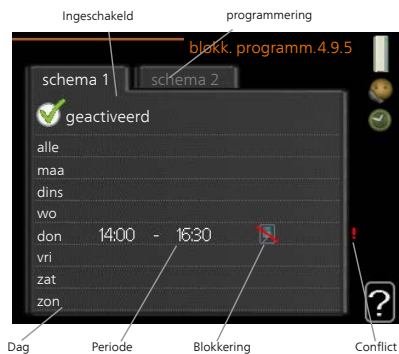 Ingeschakeld programmering
blokk. programm.4.9.5
schema 1 schema 2
geactiveerd
alle
maa
dins
wo
don 14:00 - 16:30 !
vri
zat
zon
?
Dag Periode Blokkering Conflict